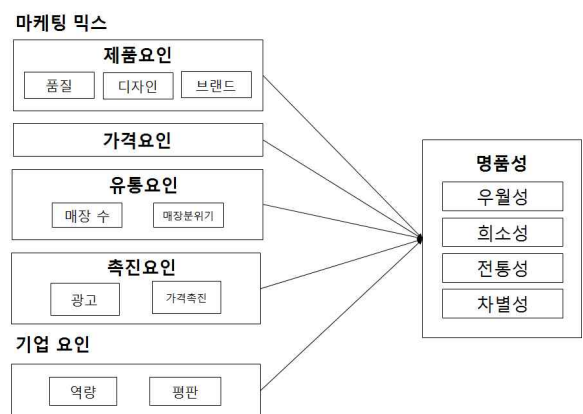 마케팅 믹스
제품요인
품질 디자인 브랜드
가격요인
유통요인
매장 수 매장분위기
촉진요인
광고 가격촉진
기업 요인
역량 평판
명품성
우월성
희소성
전통성
차별성